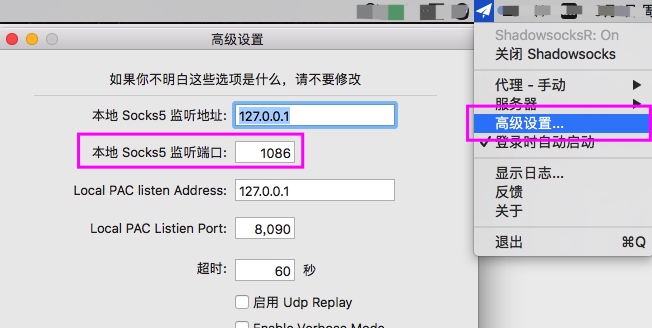 高级设置
如果你不明白这些选项是什么，请不要修改
本地 Socks5 监听地址: 127.0.0.1
本地 Socks5 监听端口: 1086
Local PAC listen Address: 127.0.0.1
Local PAC Listien Port: 8,090
超时: 60 秒
启用 Udp Replay
Enable Verbose Mode
ShadowsocksR: On
关闭 Shadowsocks
代理 - 手动
服务器
高级设置...
登录时自动启动
显示日志...
反馈
关于
退出 ⌘Q